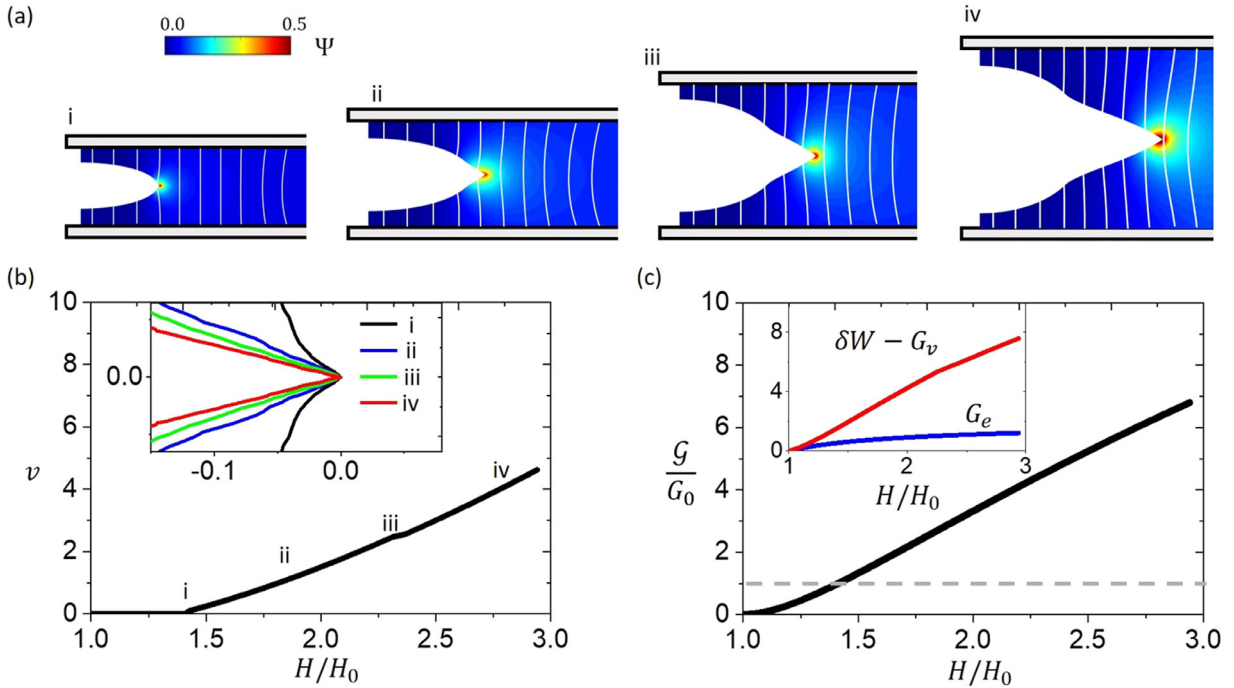 (a)
0.0 0.5
Ψ
i
ii
iii
iv
(b)
10
8
6
4
2
0
v
1.0 1.5 2.0 2.5 3.0
H/H0
i
ii
iii
iv
0.0
-0.1 0.0
i
ii
iii
iv
(c)
10
8
6
4
2
0
𝒢
G0
1.0 1.5 2.0 2.5 3.0
H/H0
8
4
0
δW − Gv
Ge
1 2 3
H/H0